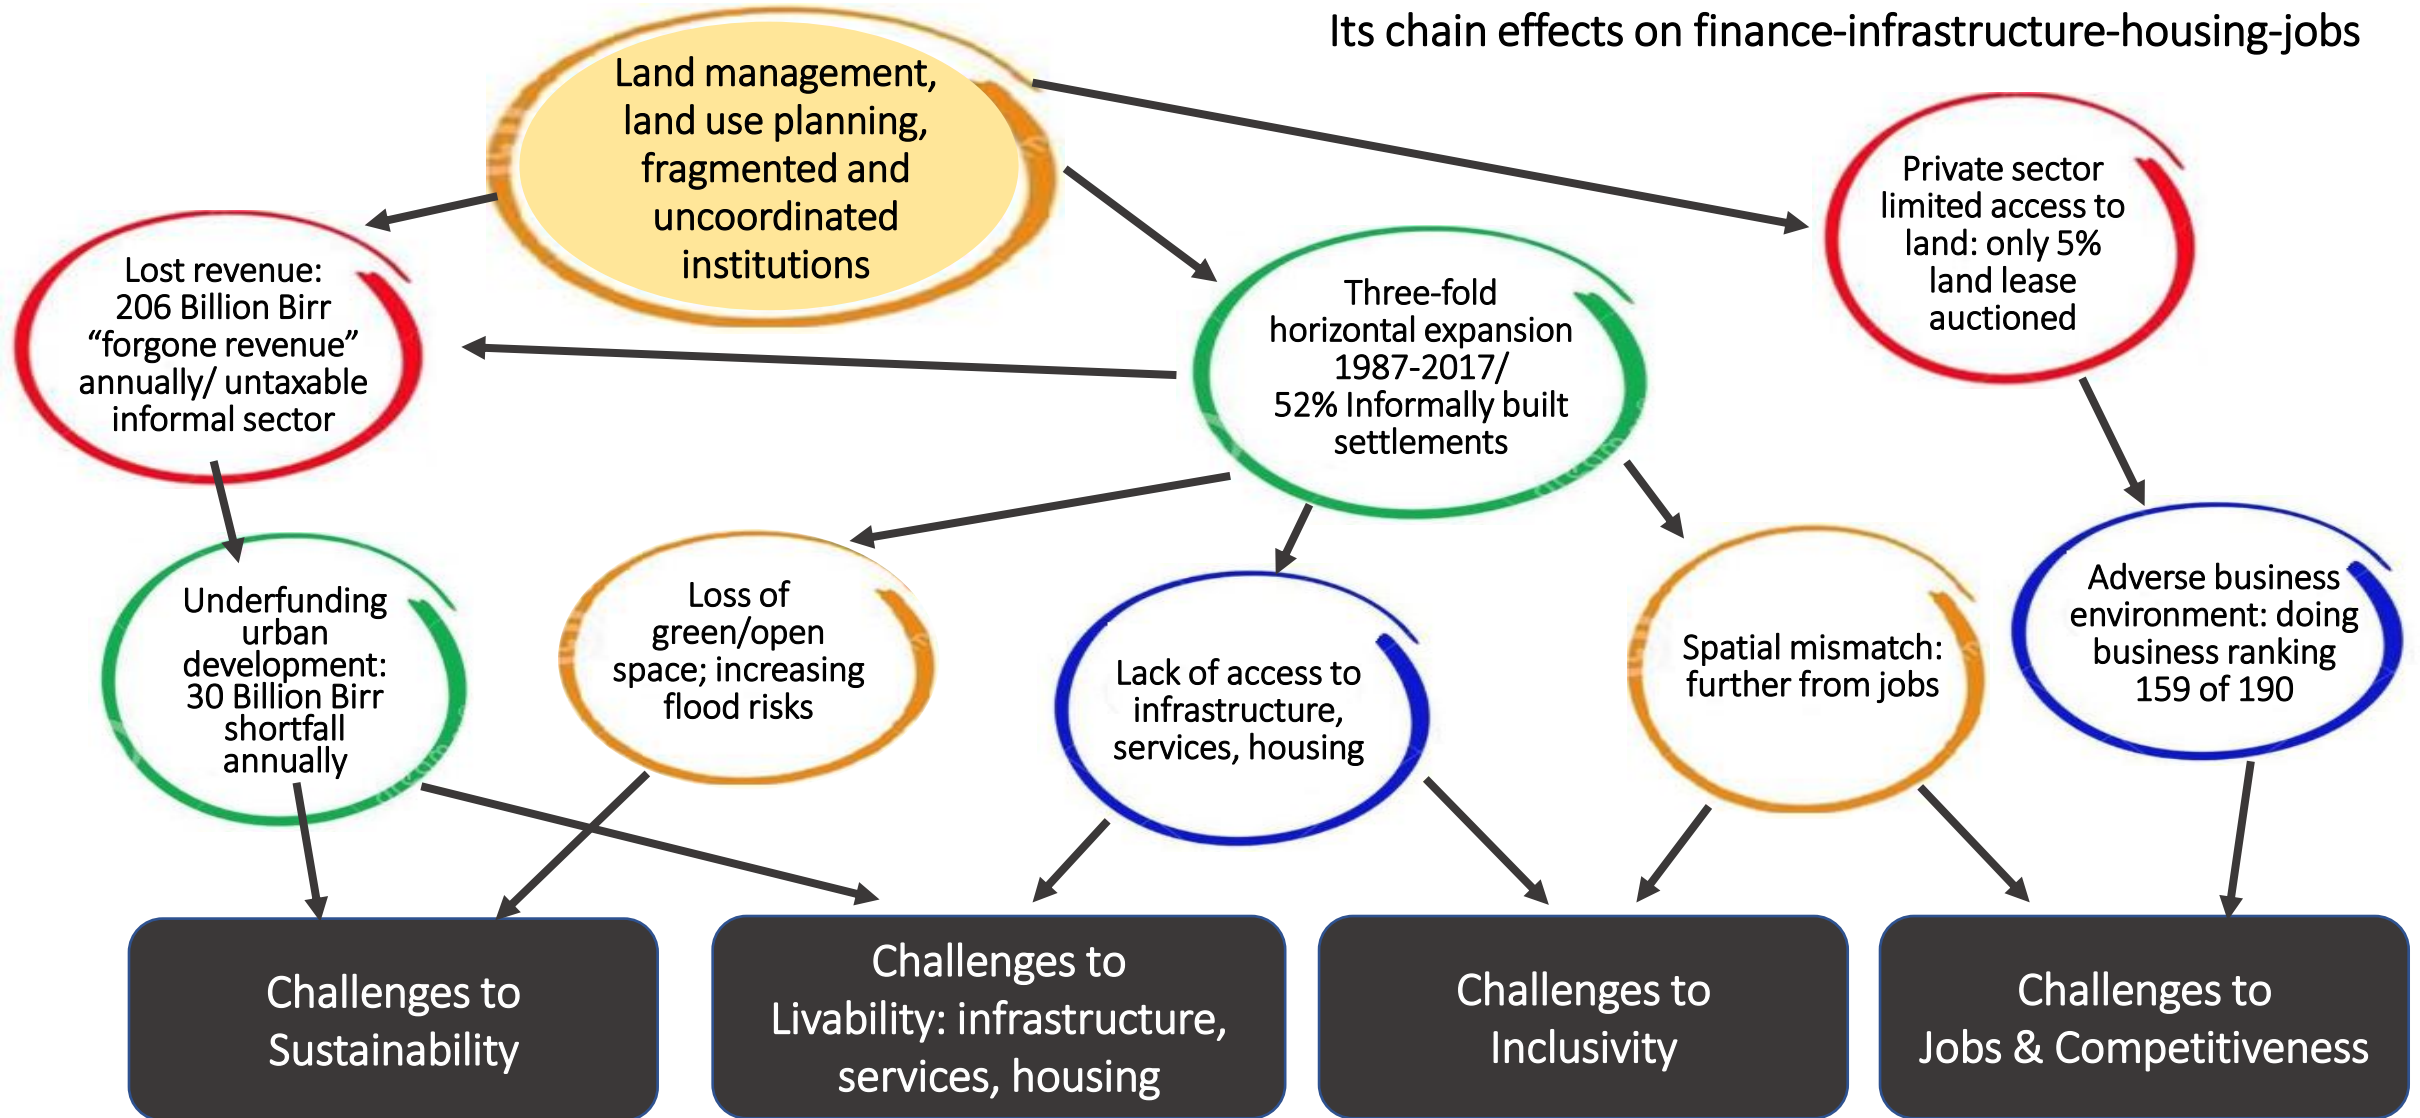 Its chain effects on finance-infrastructure-housing-jobs
Land management,
land use planning,
fragmented and
uncoordinated
institutions
Private sector
limited access to
land: only 5%
land lease
auctioned
Lost revenue:
206 Billion Birr
“forgone revenue”
annually/ untaxable
informal sector
Three-fold
horizontal expansion
1987-2017/
52% Informally built
settlements
Underfunding
urban
development:
30 Billion Birr
shortfall
annually
Loss of
green/open
space; increasing
flood risks
Lack of access to
infrastructure,
services, housing
Spatial mismatch:
further from jobs
Adverse business
environment: doing
business ranking
159 of 190
Challenges to
Sustainability
Challenges to
Livability: infrastructure,
services, housing
Challenges to
Inclusivity
Challenges to
Jobs & Competitiveness